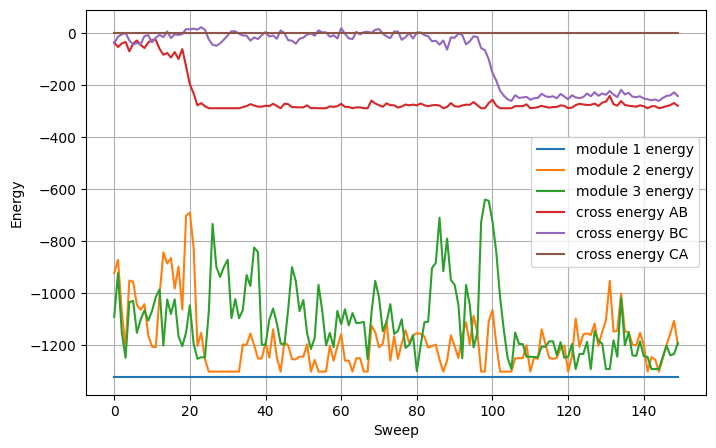 0
−200
−400
−600
−800
−1000
−1200
Energy
module 1 energy
module 2 energy
module 3 energy
cross energy AB
cross energy BC
cross energy CA
0 20 40 60 80 100 120 140
Sweep